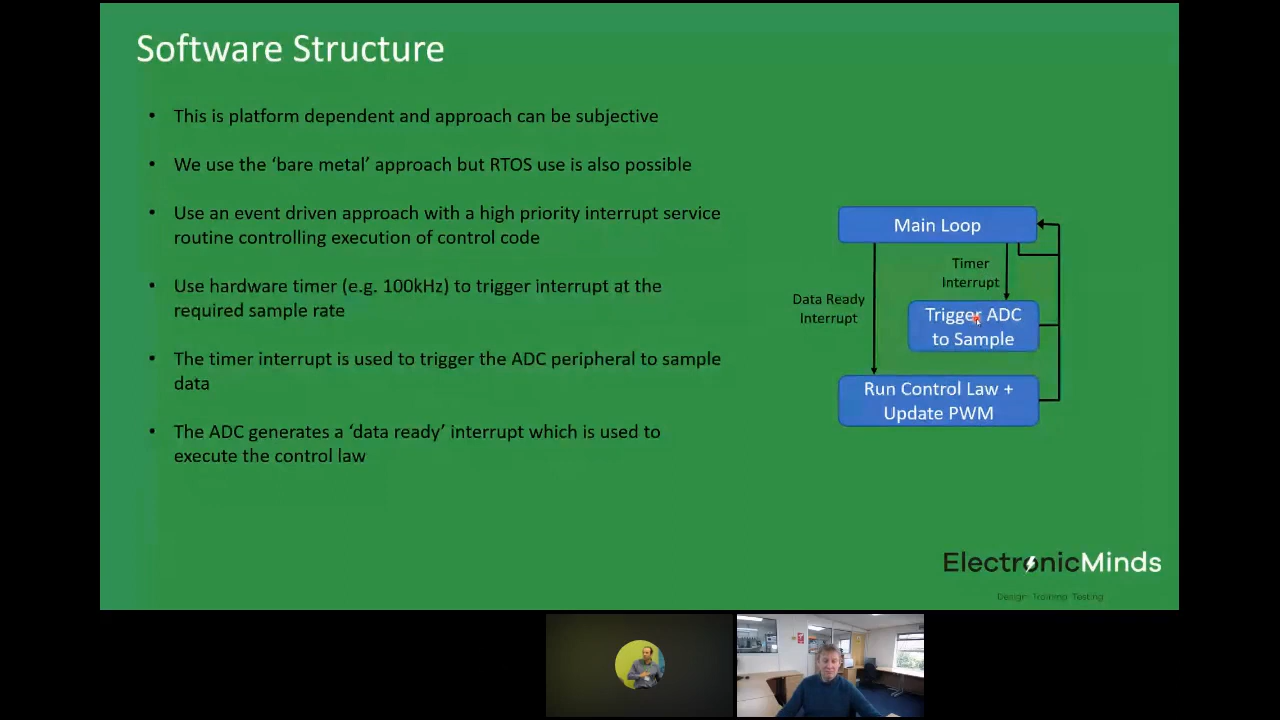 Software Structure
• This is platform dependent and approach can be subjective
• We use the ‘bare metal’ approach but RTOS use is also possible
• Use an event driven approach with a high priority interrupt service
routine controlling execution of control code
• Use hardware timer (e.g. 100kHz) to trigger interrupt at the
required sample rate
• The timer interrupt is used to trigger the ADC peripheral to sample
data
• The ADC generates a ‘data ready’ interrupt which is used to
execute the control law
Main Loop
Timer
Interrupt
Data Ready
Interrupt
Trigger ADC
to Sample
Run Control Law +
Update PWM
ElectronicMinds
Design Training Testing